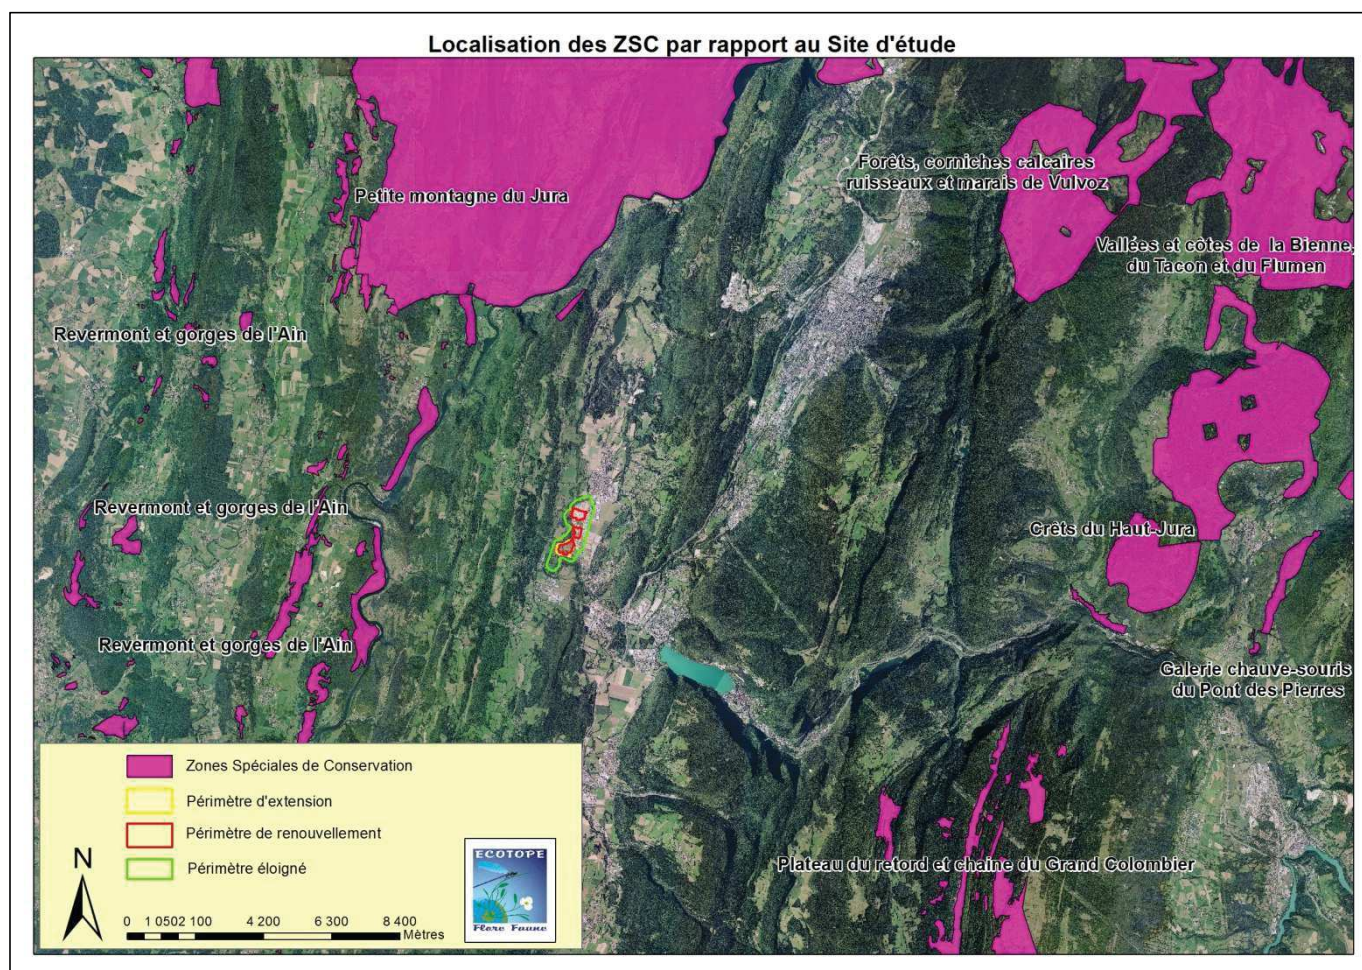 Localisation des ZSC par rapport au Site d'étude
Forêts, corniches calcaires
ruisseaux et marais de Vulvoz
Petite montagne du Jura
Vallées et côtes de la Bienne,
du Tacon et du Flumen
Revermont et gorges de l'Ain
Revermont et gorges de l'Ain
Crêts du Haut-Jura
Revermont et gorges de l'Ain
Galerie chauve-souris
du Pont des Pierres
Plateau du retord et chaine du Grand Colombier
Zones Spéciales de Conservation
Périmètre d'extension
Périmètre de renouvellement
Périmètre éloigné
N
0 1 0502 100 4 200 6 300 8 400
Mètres
ECOTOPE
Flore Faune